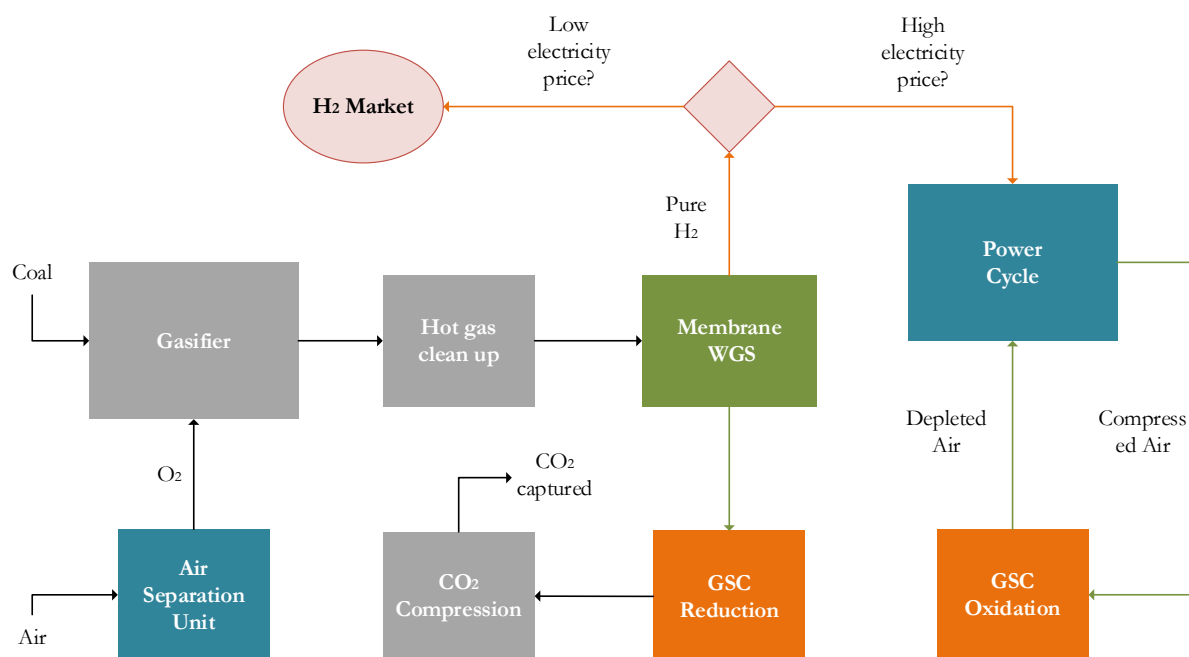 Low
electricity
price?
High
electricity
price?
H2 Market
Pure
H2
Power
Cycle
Coal
Gasifier
Hot gas
clean up
Membrane
WGS
Depleted
Air
Compress
ed Air
O2
CO2
captured
Air
Separation
Unit
CO2
Compression
GSC
Reduction
GSC
Oxidation
Air